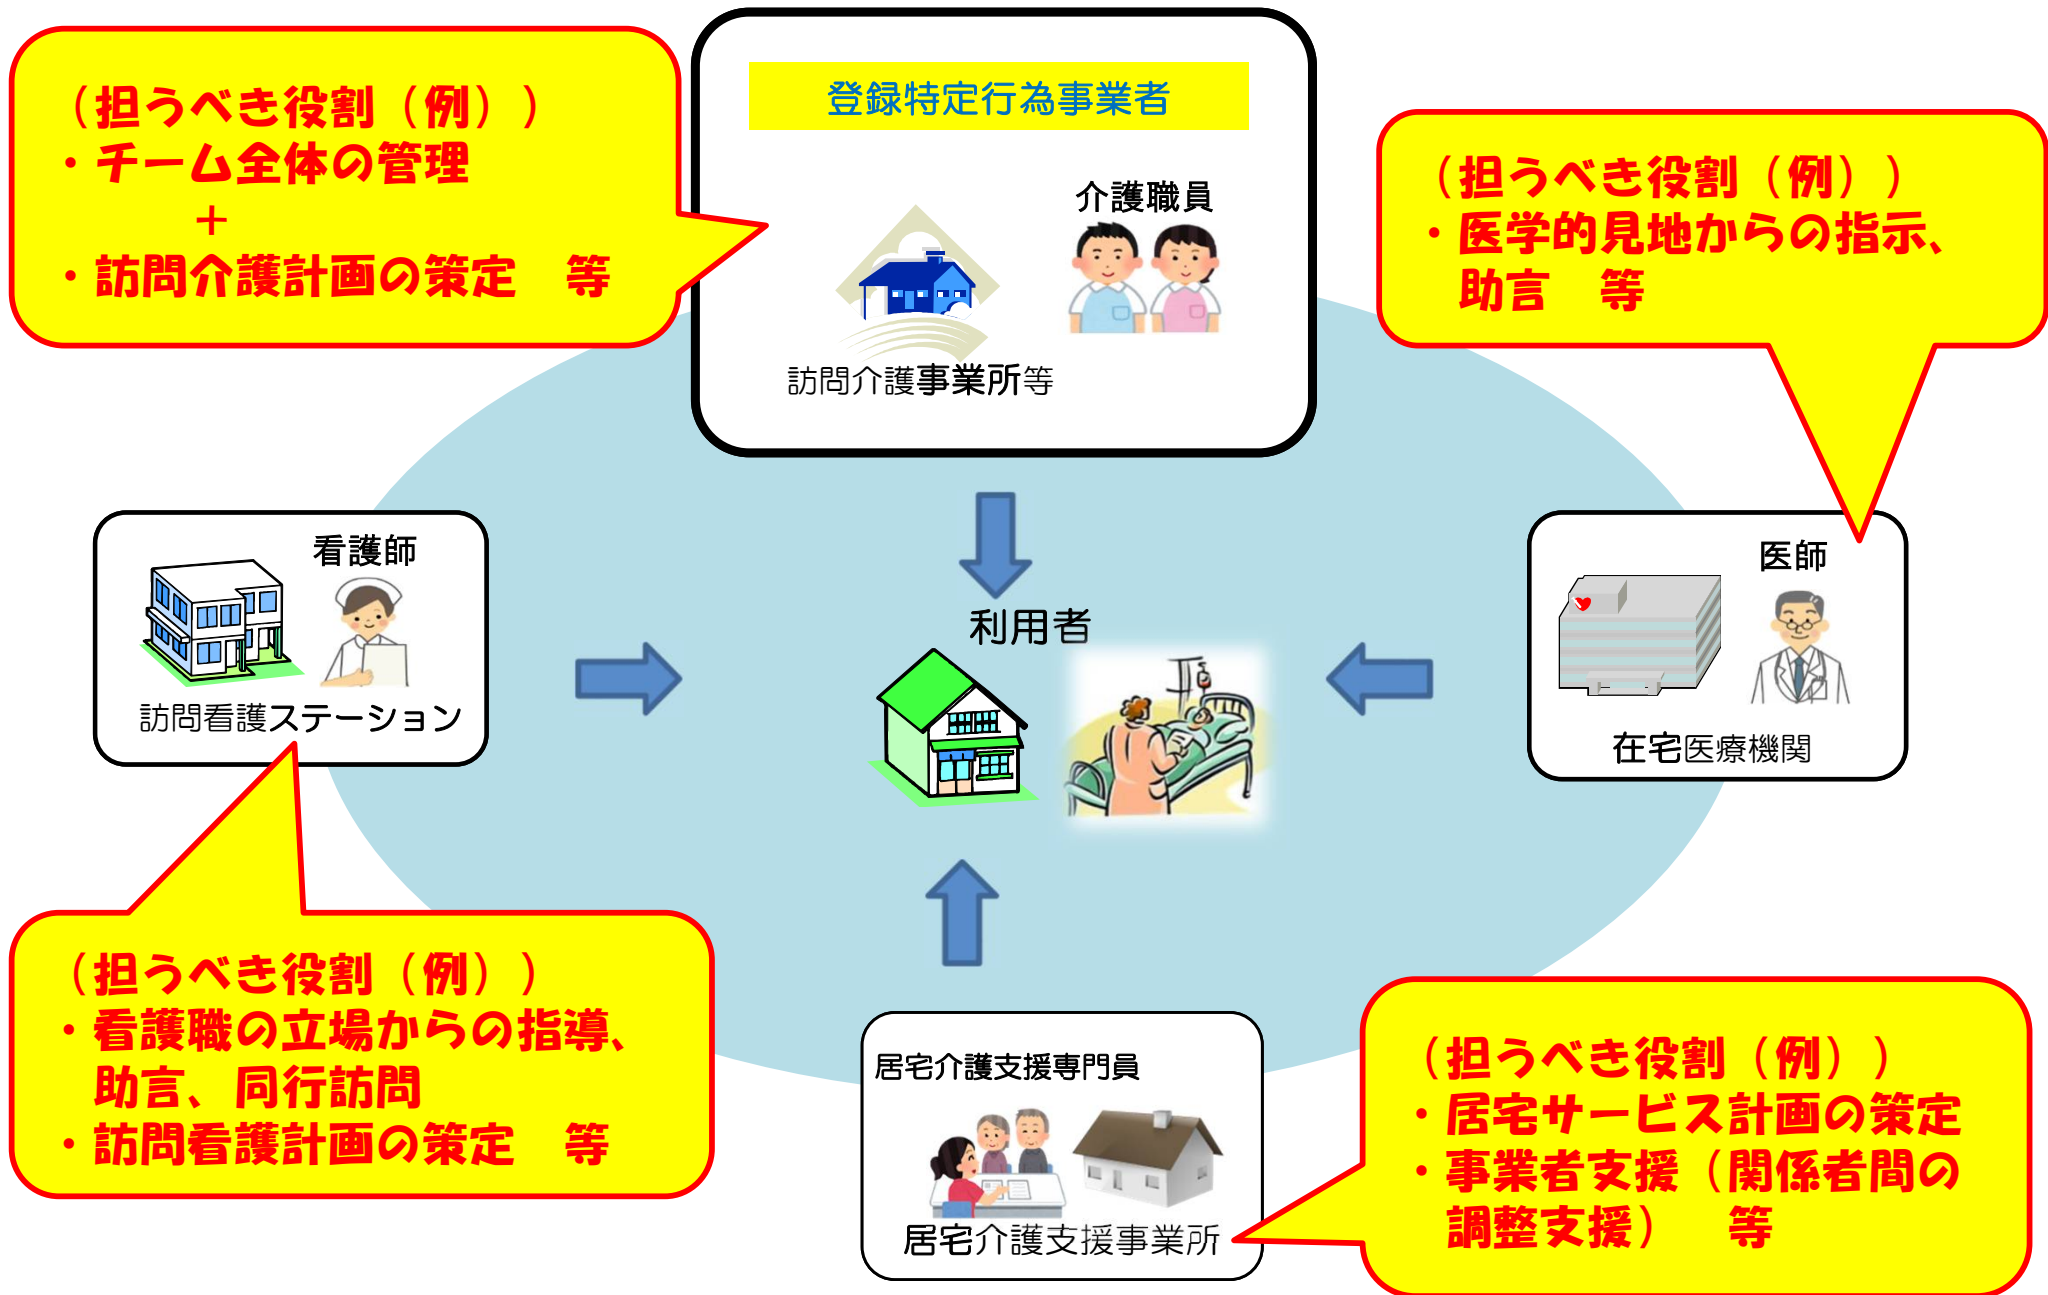 （担うべき役割（例））
・チーム全体の管理
＋
・訪問介護計画の策定　等
登録特定行為事業者
介護職員
訪問介護事業所等
（担うべき役割（例））
・医学的見地からの指示、
助言　等
看護師
訪問看護ステーション
利用者
医師
在宅医療機関
（担うべき役割（例））
・看護職の立場からの指導、
助言、同行訪問
・訪問看護計画の策定　等
居宅介護支援専門員
居宅介護支援事業所
（担うべき役割（例））
・居宅サービス計画の策定
・事業者支援（関係者間の
調整支援）　等